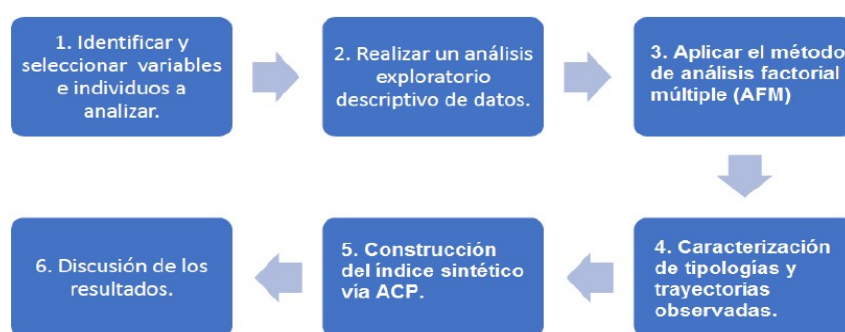 1. Identificar y
seleccionar variables
e individuos a
analizar.
2. Realizar un análisis
exploratorio
descriptivo de datos.
3. Aplicar el método
de análisis factorial
múltiple (AFM)
4. Caracterización
de tipologías y
trayectorias
observadas.
5. Construcción
del índice sintético
vía ACP.
6. Discusión de los
resultados.